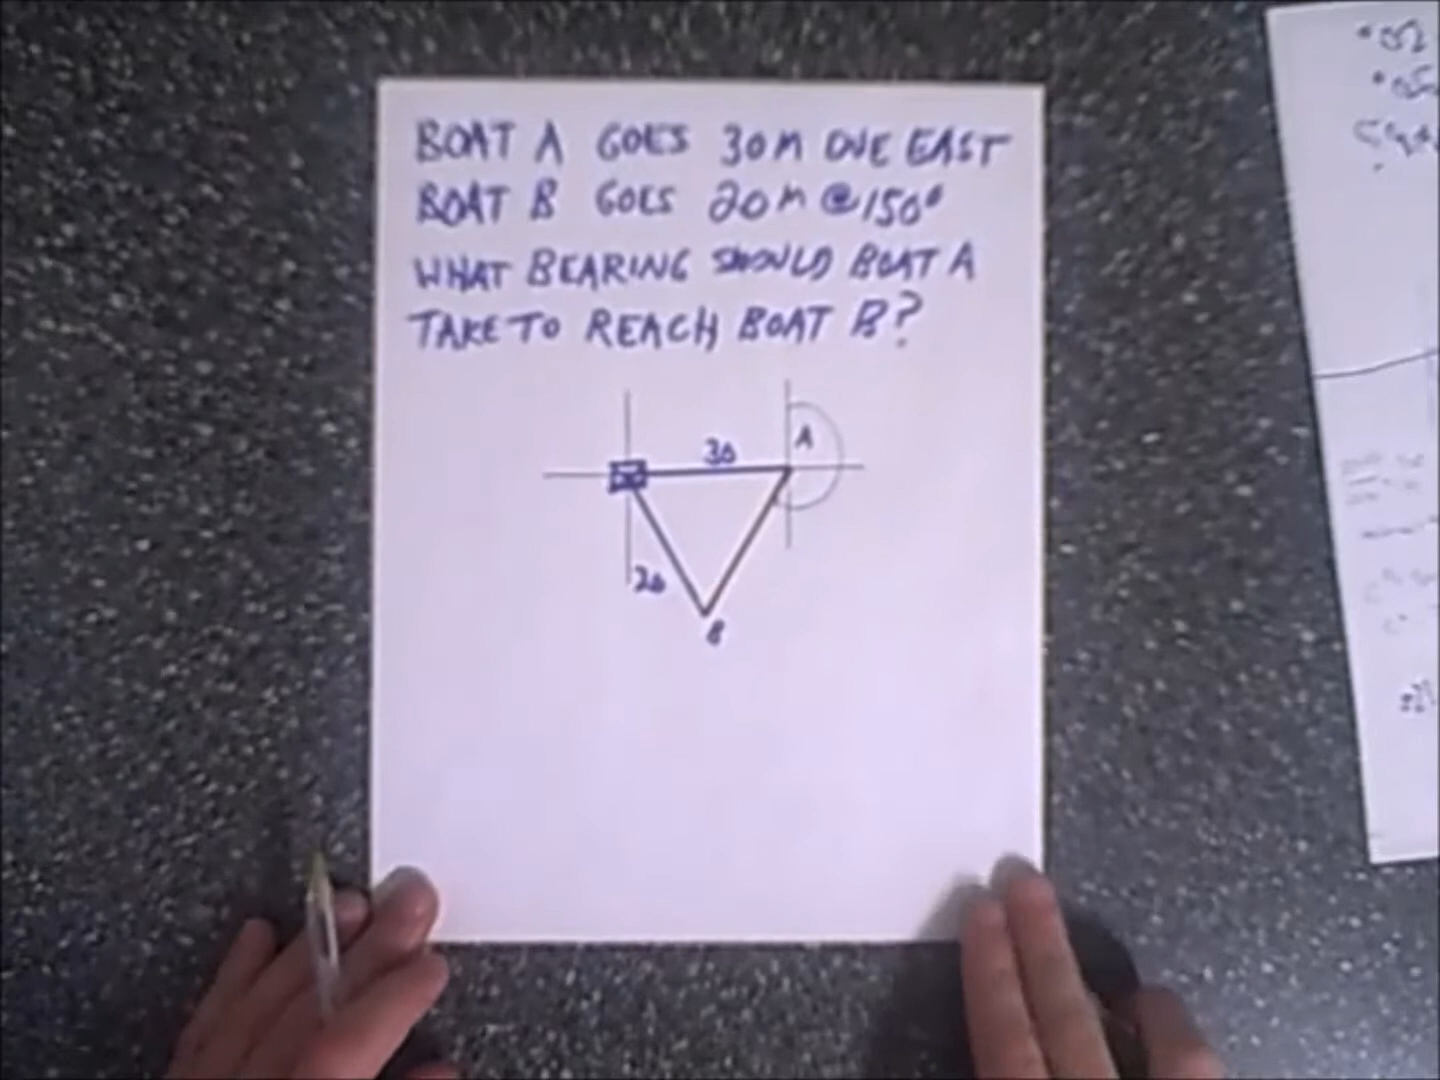 BOAT A GOES 30M DUE EAST
BOAT B GOES 20M @ 150°
WHAT BEARING SHOULD BOAT A
TAKE TO REACH BOAT B?
A
30
20
B